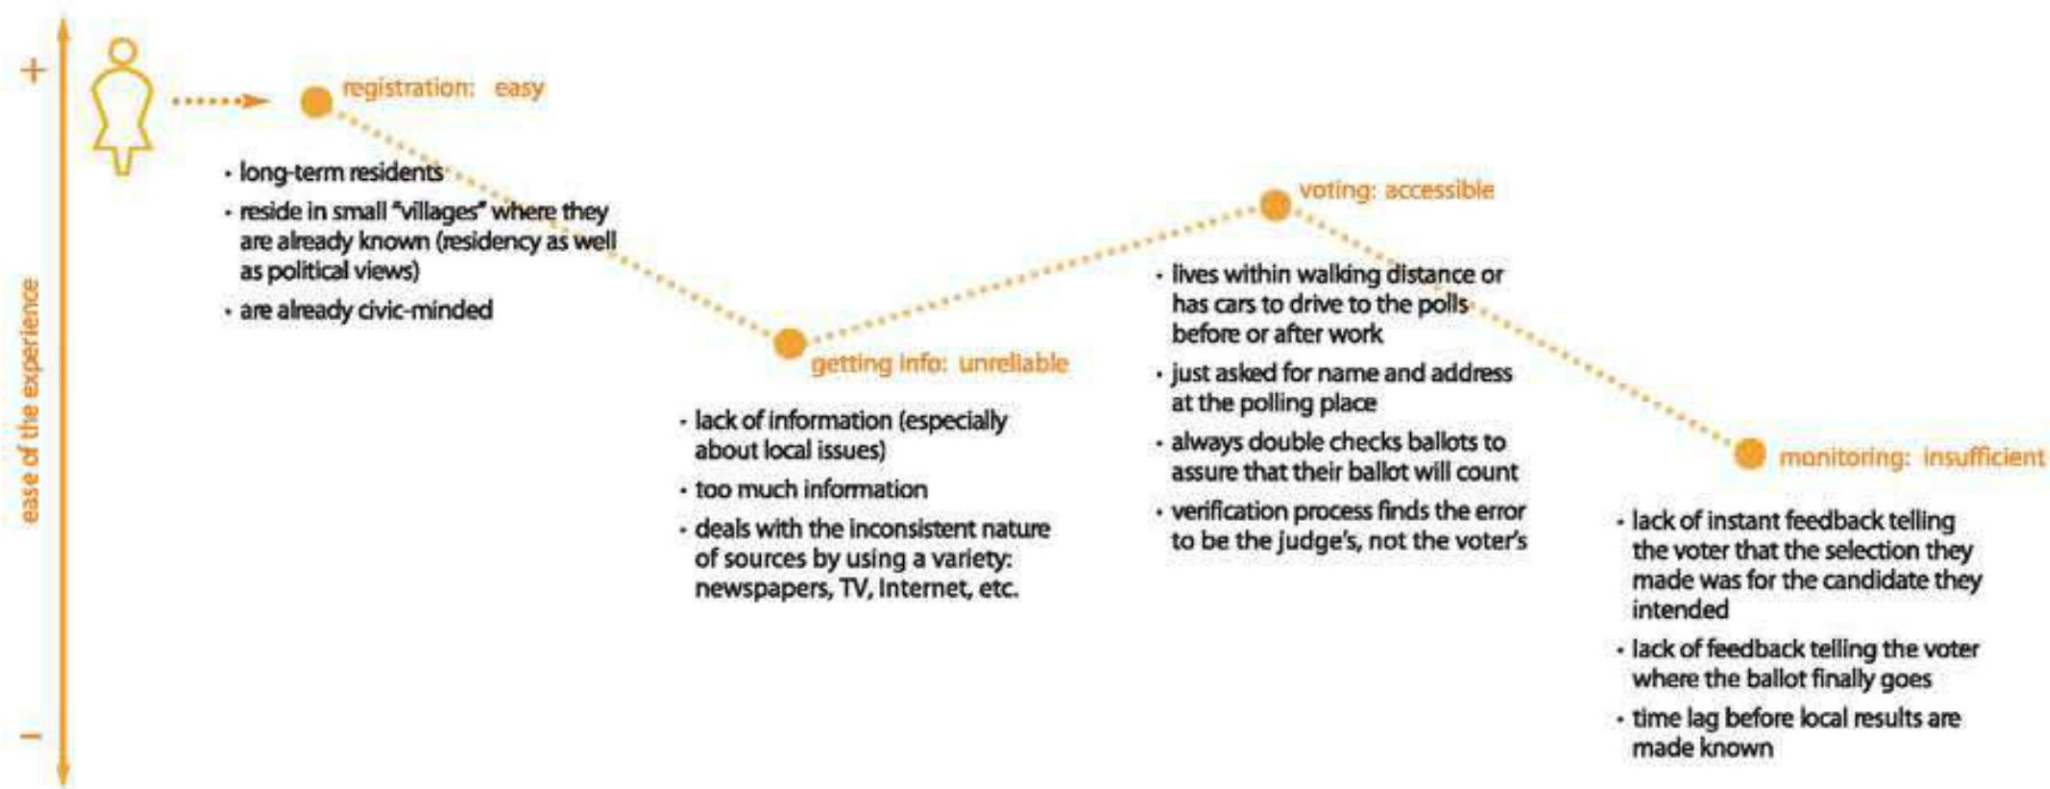 +
ease of the experience
–
registration: easy
· long-term residents
· reside in small "villages" where they
are already known (residency as well
as political views)
· are already civic-minded
getting info: unreliable
· lack of information (especially
about local issues)
· too much information
· deals with the inconsistent nature
of sources by using a variety:
newspapers, TV, Internet, etc.
voting: accessible
· lives within walking distance or
has cars to drive to the polls
before or after work
· just asked for name and address
at the polling place
· always double checks ballots to
assure that their ballot will count
· verification process finds the error
to be the judge's, not the voter's
monitoring: insufficient
· lack of instant feedback telling
the voter that the selection they
made was for the candidate they
intended
· lack of feedback telling the voter
where the ballot finally goes
· time lag before local results are
made known